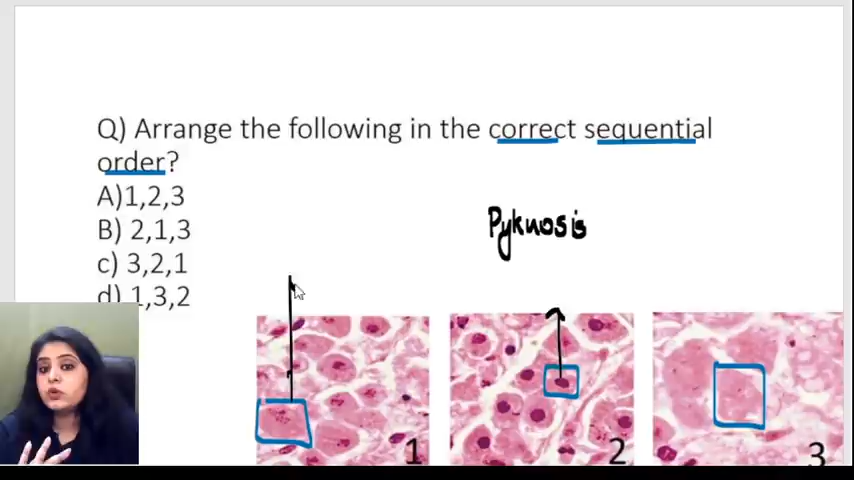 Q) Arrange the following in the correct sequential
order?
A)1,2,3
B) 2,1,3
Pyknosis
c) 3,2,1
d) 1,3,2
1
2
3